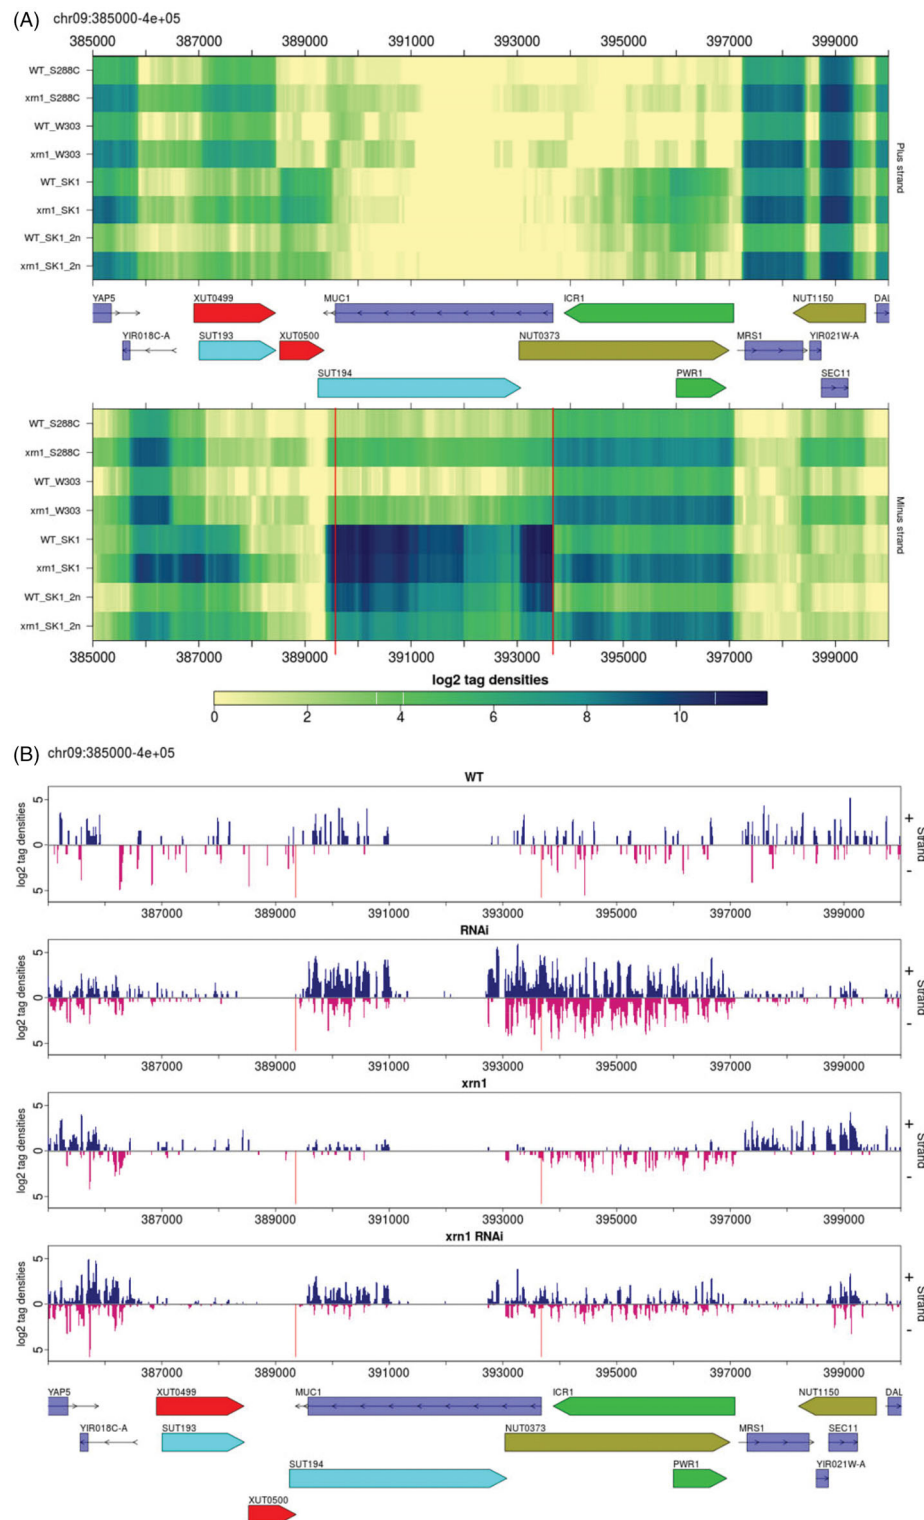 (A) chr09:385000-4e+05
385000 387000 389000 391000 393000 395000 397000 399000
WT_S288C
xrn1_S288C
WT_W303
xrn1_W303
WT_SK1
xrn1_SK1
WT_SK1_2n
xrn1_SK1_2n
Plus strand
YAP5 XUT0499 MUC1 ICR1 NUT1150 DAL
YIR018C-A SUT193 XUT0500 NUT0373 MRS1 YIR021W-A
SUT194 PWR1 SEC11
WT_S288C
xrn1_S288C
WT_W303
xrn1_W303
WT_SK1
xrn1_SK1
WT_SK1_2n
xrn1_SK1_2n
Minus strand
385000 387000 389000 391000 393000 395000 397000 399000
log2 tag densities
0 2 4 6 8 10
(B) chr09:385000-4e+05
WT
log2 tag densities
5 0 5
+ Strand -
387000 389000 391000 393000 395000 397000 399000
RNAi
log2 tag densities
5 0 5
+ Strand -
387000 389000 391000 393000 395000 397000 399000
xrn1
log2 tag densities
5 0 5
+ Strand -
387000 389000 391000 393000 395000 397000 399000
xrn1 RNAi
log2 tag densities
5 0 5
+ Strand -
387000 389000 391000 393000 395000 397000 399000
YAP5 XUT0499 MUC1 ICR1 NUT1150 DAL
YIR018C-A SUT193 NUT0373 MRS1 SEC11
SUT194 PWR1 YIR021W-A
XUT0500